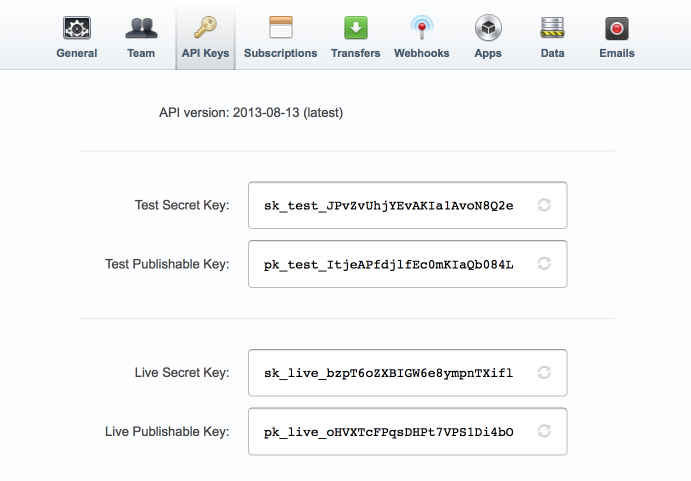 General Team API Keys Subscriptions Transfers Webhooks Apps Data Emails
API version: 2013-08-13 (latest)
Test Secret Key: sk_test_JPvZvUhjYEvAKIa1AvoN8Q2e
Test Publishable Key: pk_test_ItjeAPfdjlfEc0mKIaQb084L
Live Secret Key: sk_live_bzpT6oZXBIGW6e8ympnTXifl
Live Publishable Key: pk_live_oHVXTcFPqsDHPt7VPS1Di4bO